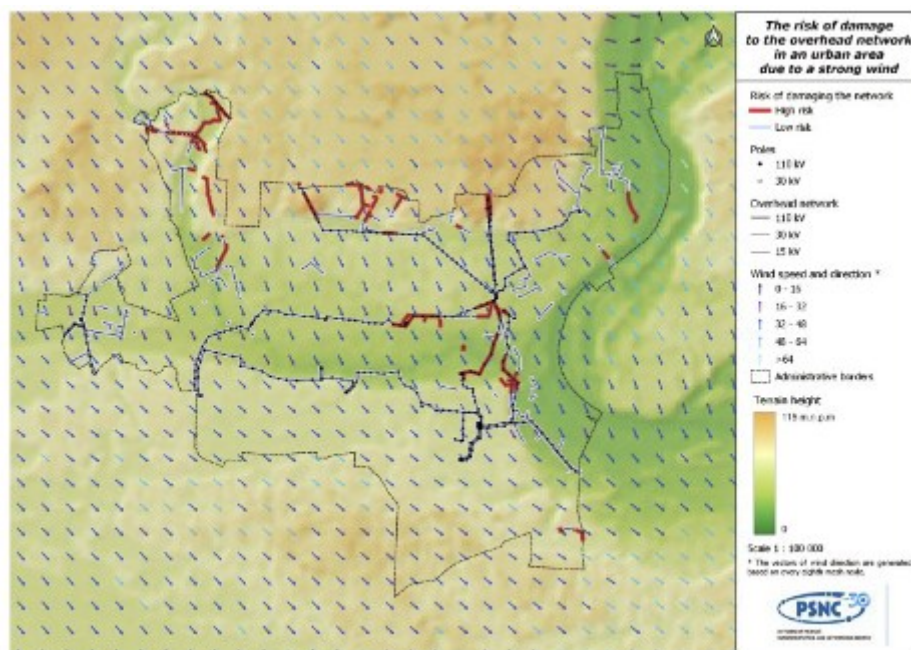 The risk of damage
to the overhead network
in an urban area
due to a strong wind
Risk of damaging the network
High risk
Low risk
Poles
110 kV
30 kV
Overhead network
110 kV
30 kV
15 kV
Wind speed and direction *
0 - 16
16 - 32
32 - 48
48 - 64
>64
Administrative borders
Terrain height
115 m n.p.m
0
Scale 1 : 100 000
* The vectors of wind direction are generated
based on every eighth mesh node.
PSNC 30